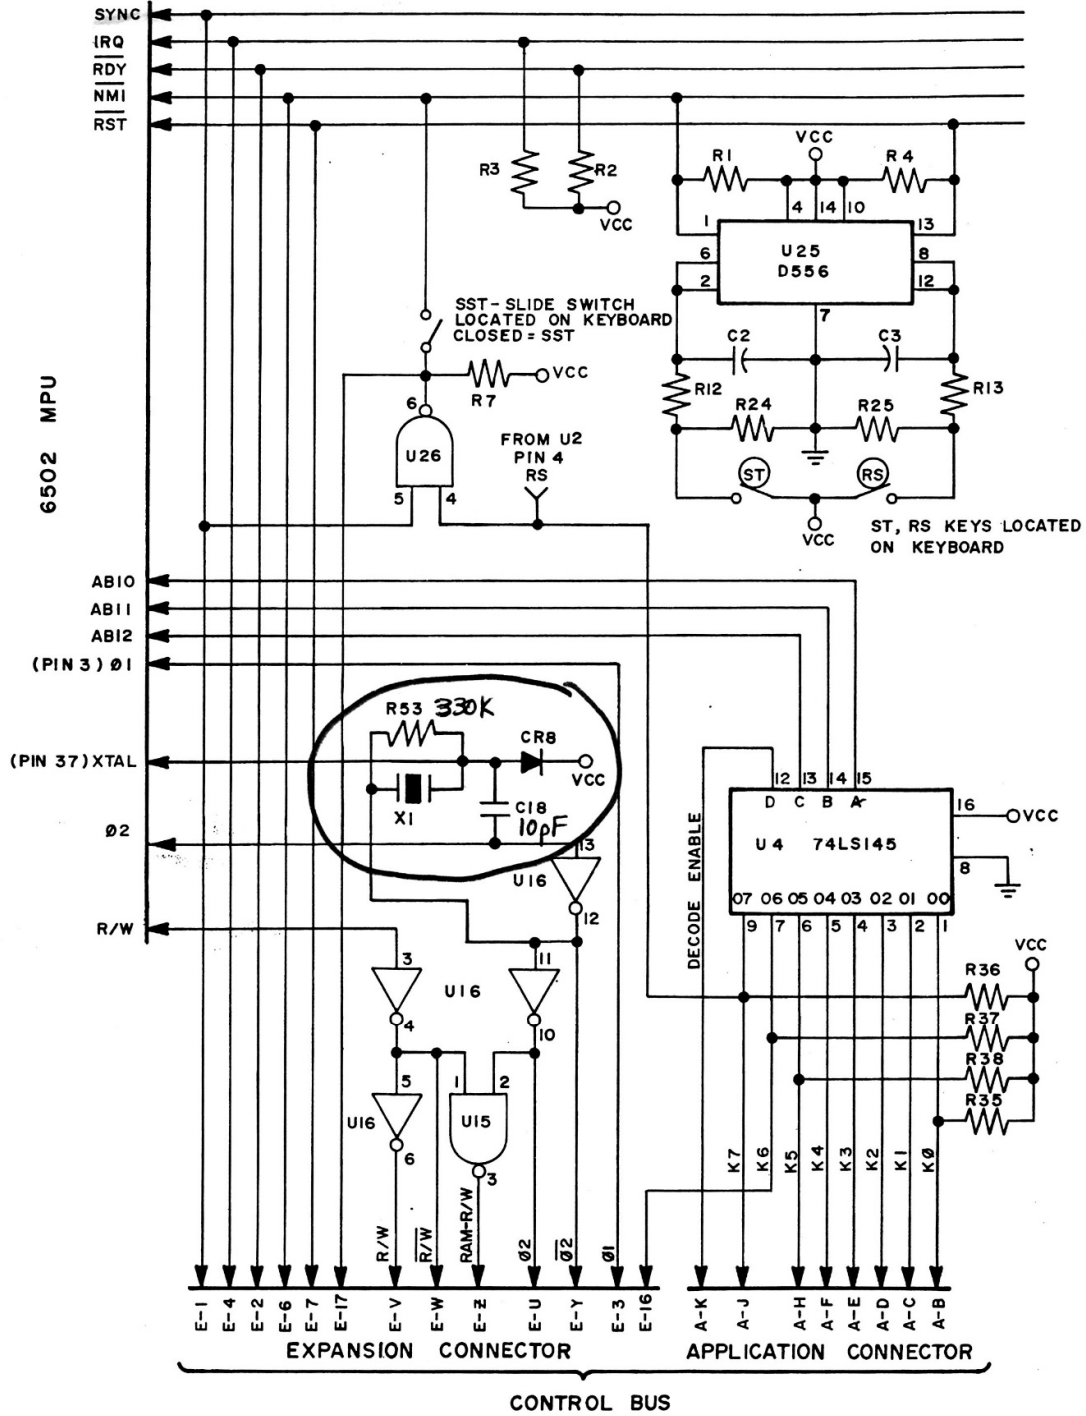 SYNC
IRQ
RDY
NMI
RST
R3
R2
VCC
VCC
R1
R4
4
14
10
1
13
U25
D556
6
8
2
12
7
SST-SLIDE SWITCH
LOCATED ON KEYBOARD
CLOSED = SST
C2
C3
VCC
R7
R12
R13
R24
R25
6
U26
5
4
FROM U2
PIN 4
RS
ST
RS
VCC
ST, RS KEYS LOCATED
ON KEYBOARD
6502 MPU
AB10
AB11
AB12
(PIN 3) Ø1
R53 330K
CR8
VCC
(PIN 37) XTAL
X1
C18
10pF
Ø2
13
U16
12
R/W
3
U16
11
4
10
5
1
2
U16
U15
6
3
12
13
14
15
D
C
B
A
16
VCC
U4 74LS145
8
DECODE ENABLE
07
06
05
04
03
02
01
00
9
7
6
5
4
3
2
1
VCC
R36
R37
R38
R35
K7
K6
K5
K4
K3
K2
K1
KØ
R/W
R/W
RAM-R/W
Ø2
Ø2
Ø1
E-1
E-4
E-2
E-6
E-7
E-17
E-V
E-W
E-Z
E-U
E-Y
E-3
E-16
A-K
A-J
A-H
A-F
A-E
A-D
A-C
A-B
EXPANSION CONNECTOR
APPLICATION CONNECTOR
CONTROL BUS